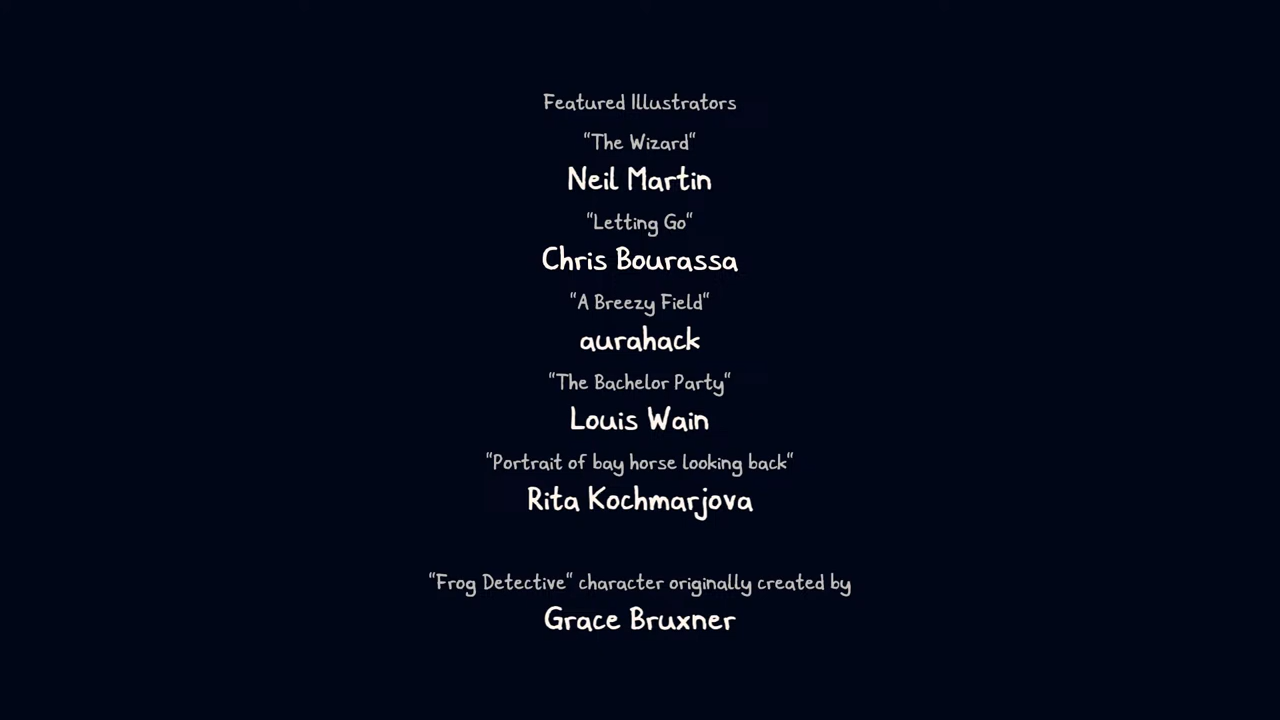 Featured Illustrators
"The Wizard"
Neil Martin
"Letting Go"
Chris Bourassa
"A Breezy Field"
aurahack
"The Bachelor Party"
Louis Wain
"Portrait of bay horse looking back"
Rita Kochmarjova
"Frog Detective" character originally created by
Grace Bruxner